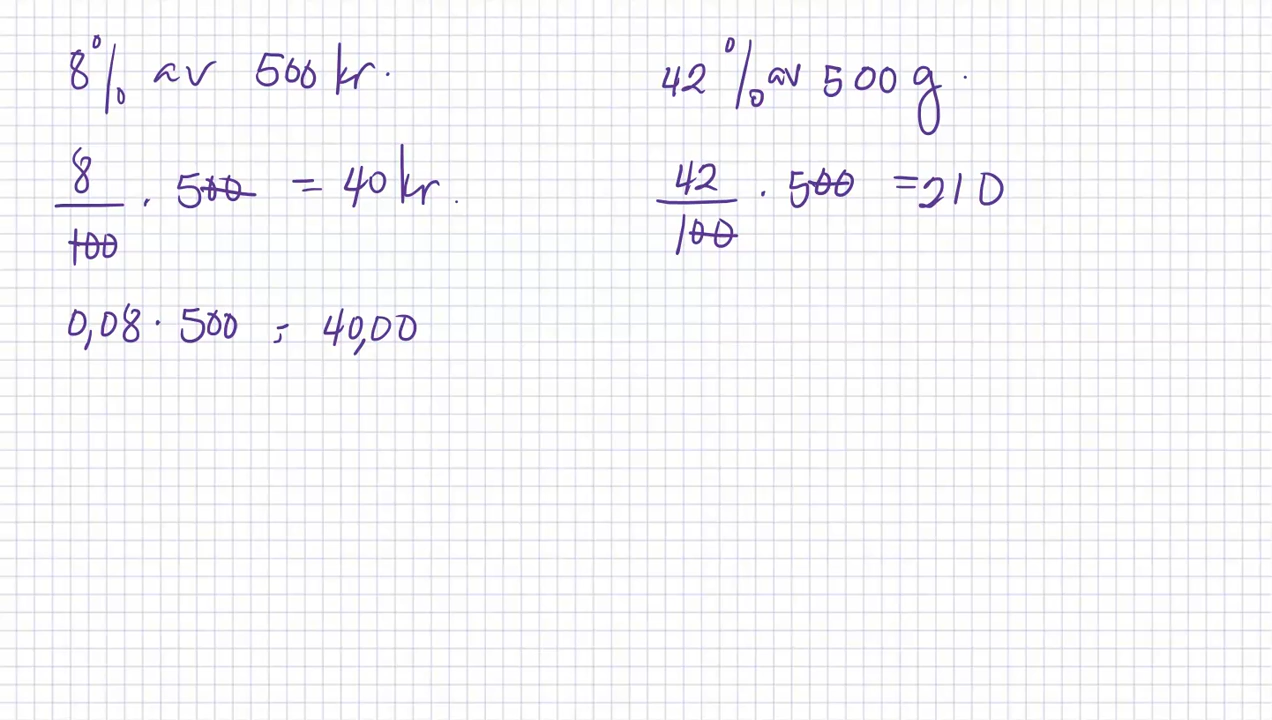 8% av 500 kr.
8/100 · 500 = 40 kr.
0,08 · 500 = 40,00
42% av 500 g.
42/100 · 500 = 210